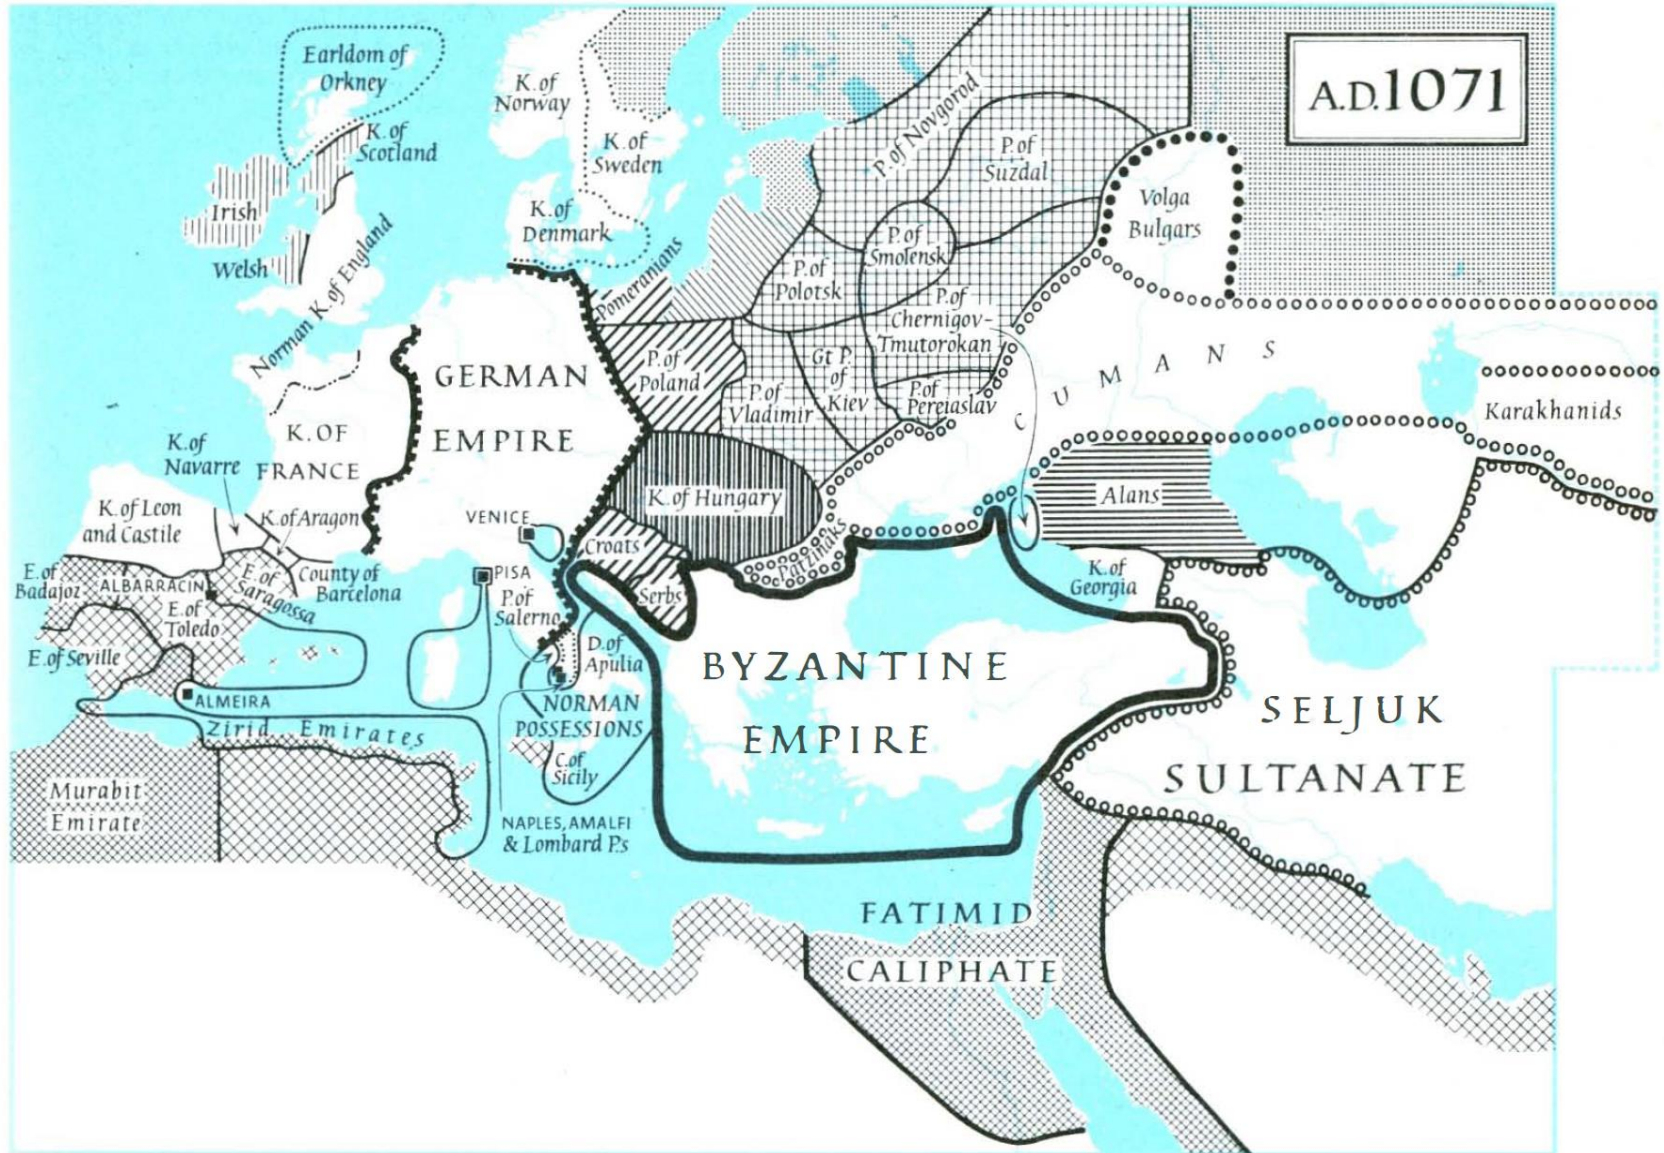 A.D.1071
Earldom of
Orkney
K. of
Scotland
Irish
Welsh
Norman K. of England
K. of
Norway
K. of
Sweden
K. of
Denmark
Pomeranians
P. of Novgorod
P. of
Suzdal
P. of
Smolensk
P. of
Polotsk
P. of
Chernigov-
Tmutorokan
Volga
Bulgars
GERMAN
EMPIRE
P. of
Poland
P. of
Vladimir
Gt P.
of
Kiev
P. of
Pereiaslav
CUMANS
Karakhanids
K. OF
FRANCE
K. of
Navarre
K. of Leon
and Castile
K. of Aragon
County of
Barcelona
VENICE
K. of Hungary
Croats
Serbs
Patzinaks
Alans
K. of
Georgia
E. of
Badajoz
ALBARRACIN
E. of
Saragossa
E. of
Toledo
E. of Seville
ALMEIRA
PISA
P. of
Salerno
D. of
Apulia
NORMAN
POSSESSIONS
C. of
Sicily
NAPLES, AMALFI
& Lombard Ps
Zirid Emirates
Murabit
Emirate
BYZANTINE
EMPIRE
SELJUK
SULTANATE
FATIMID
CALIPHATE